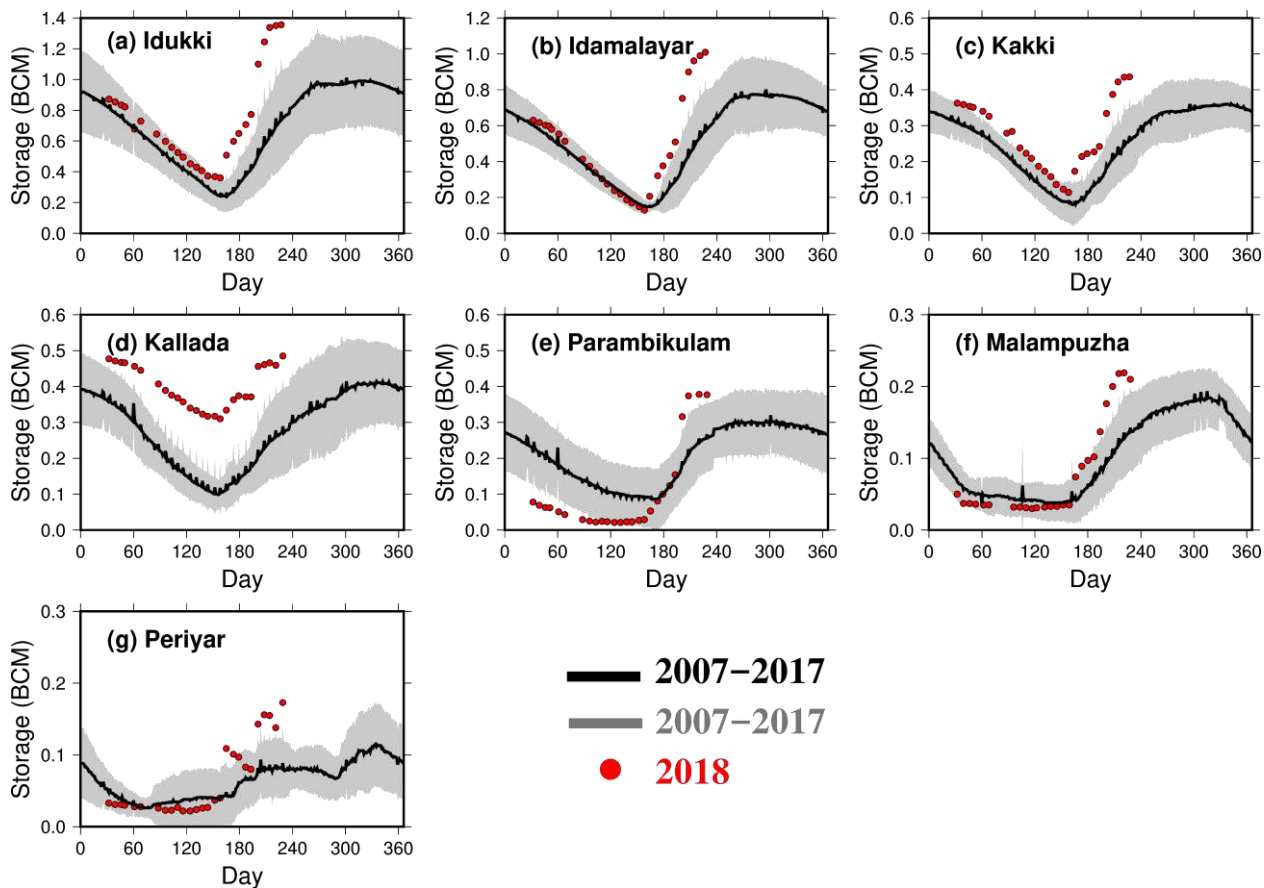 (a) Idukki
Storage (BCM)
1.4
1.2
1.0
0.8
0.6
0.4
0.2
0.0
0 60 120 180 240 300 360
Day
(b) Idamalayar
Storage (BCM)
1.2
1.0
0.8
0.6
0.4
0.2
0.0
0 60 120 180 240 300 360
Day
(c) Kakki
Storage (BCM)
0.6
0.5
0.4
0.3
0.2
0.1
0.0
0 60 120 180 240 300 360
Day
(d) Kallada
Storage (BCM)
0.6
0.5
0.4
0.3
0.2
0.1
0.0
0 60 120 180 240 300 360
Day
(e) Parambikulam
Storage (BCM)
0.6
0.5
0.4
0.3
0.2
0.1
0.0
0 60 120 180 240 300 360
Day
(f) Malampuzha
Storage (BCM)
0.3
0.2
0.1
0.0
0 60 120 180 240 300 360
Day
(g) Periyar
Storage (BCM)
0.3
0.2
0.1
0.0
0 60 120 180 240 300 360
Day
2007−2017
2007−2017
2018